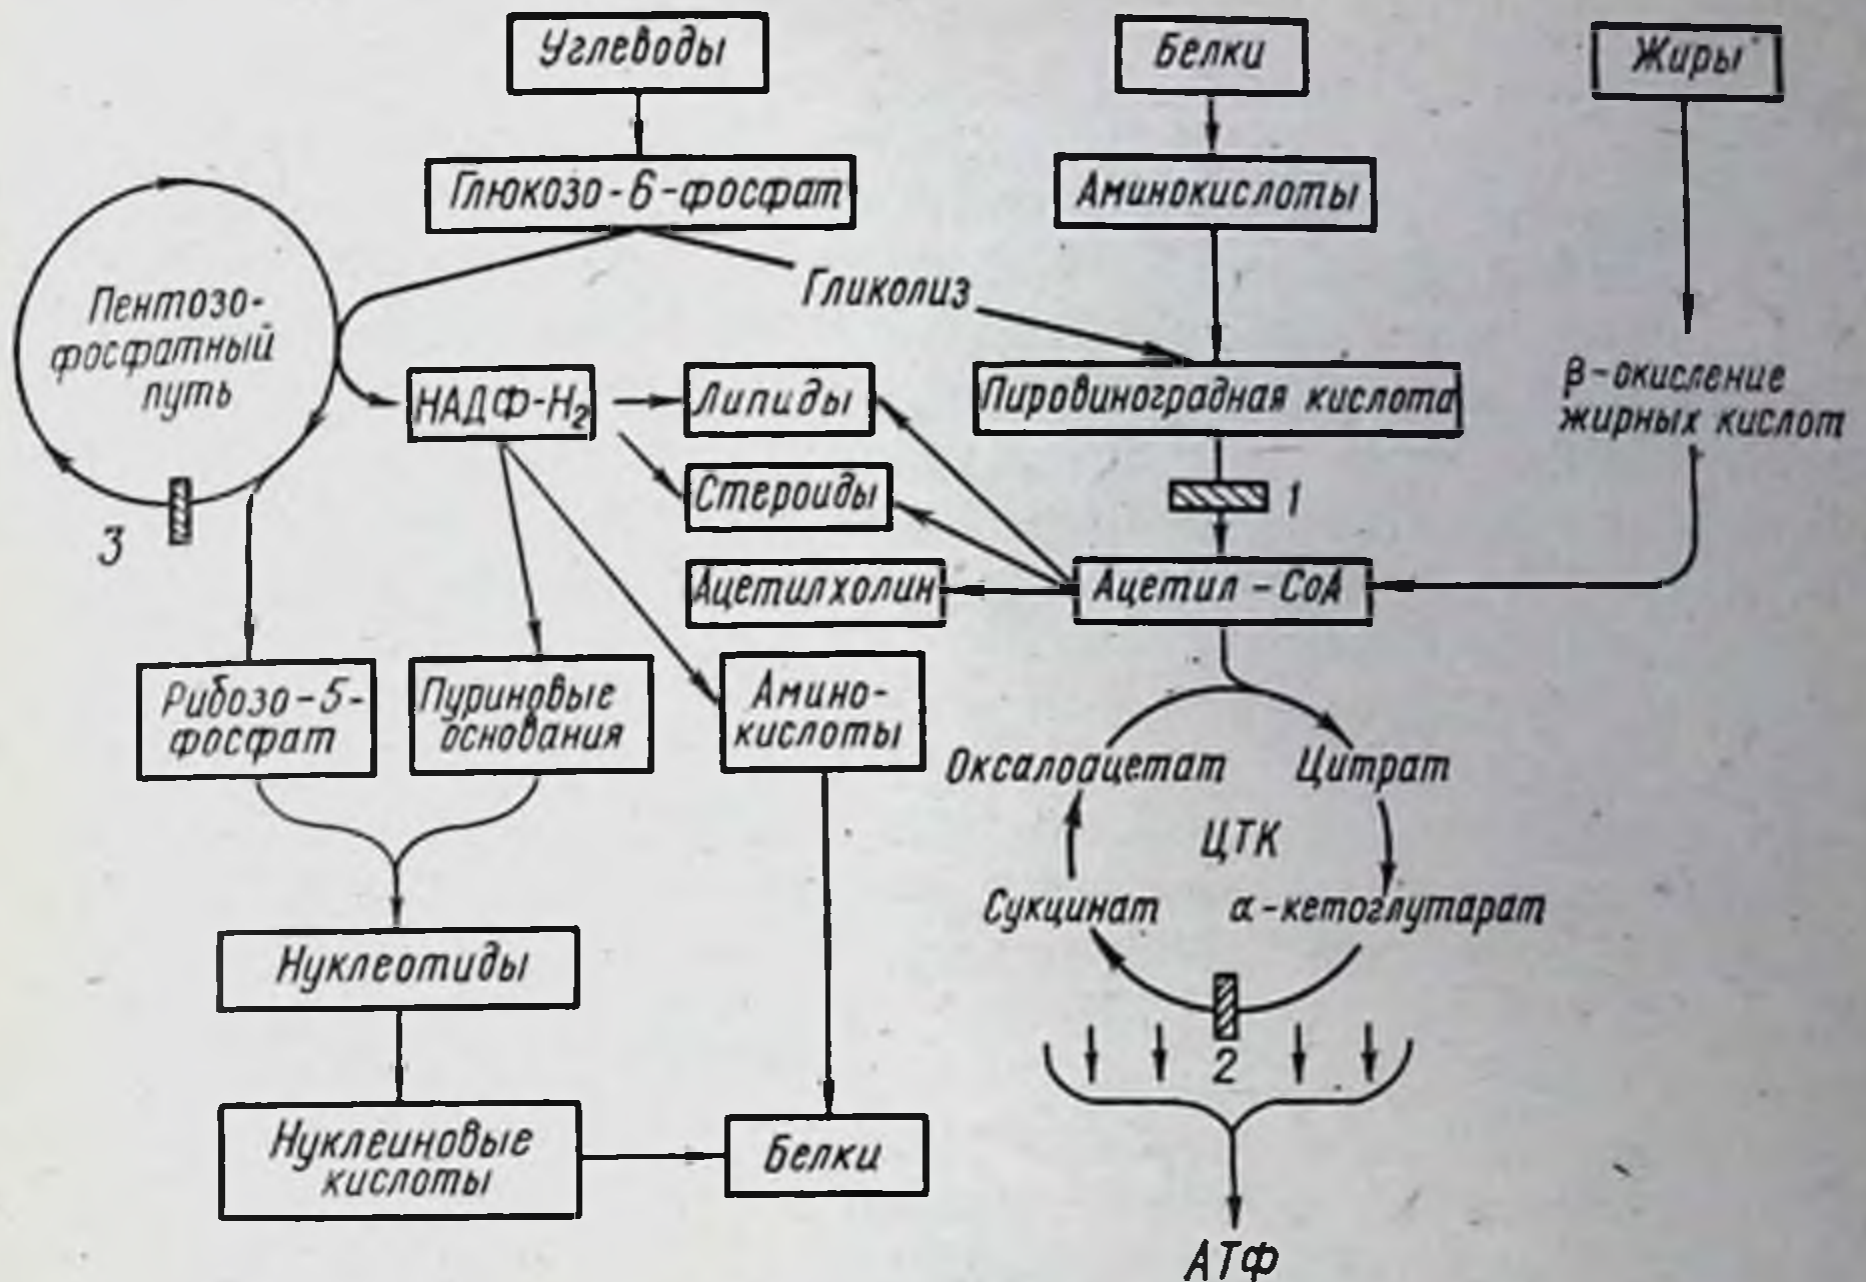 Углеводы
Белки
Жиры
Глюкозо-6-фосфат
Аминокислоты
Пентозо-
фосфатный
путь
Гликолиз
НАДФ-Н₂
Липиды
Пировиноградная кислота
β-окисление
жирных кислот
Стероиды
1
3
Ацетилхолин
Ацетил-СоА
Рибозо-5-
фосфат
Пуриновые
основания
Амино-
кислоты
Оксалоацетат
Цитрат
ЦТК
Сукцинат
α-кетоглутарат
Нуклеотиды
2
Нуклеиновые
кислоты
Белки
АТФ